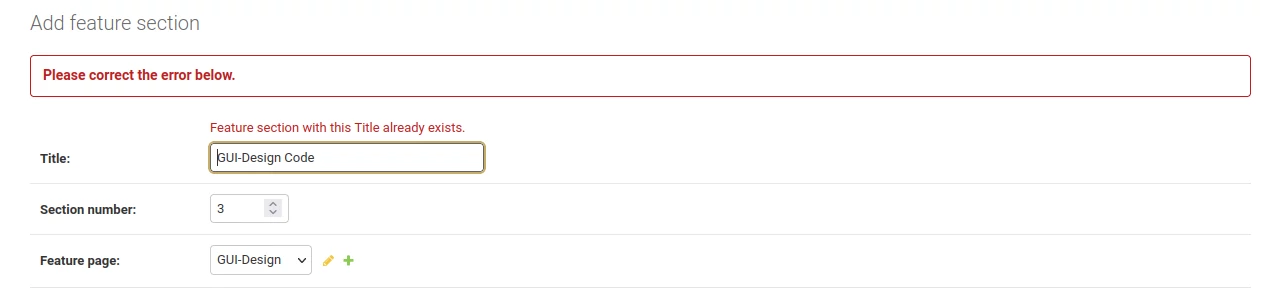 Add feature section
Please correct the error below.
Feature section with this Title already exists.
Title: GUI-Design Code
Section number: 3
Feature page: GUI-Design